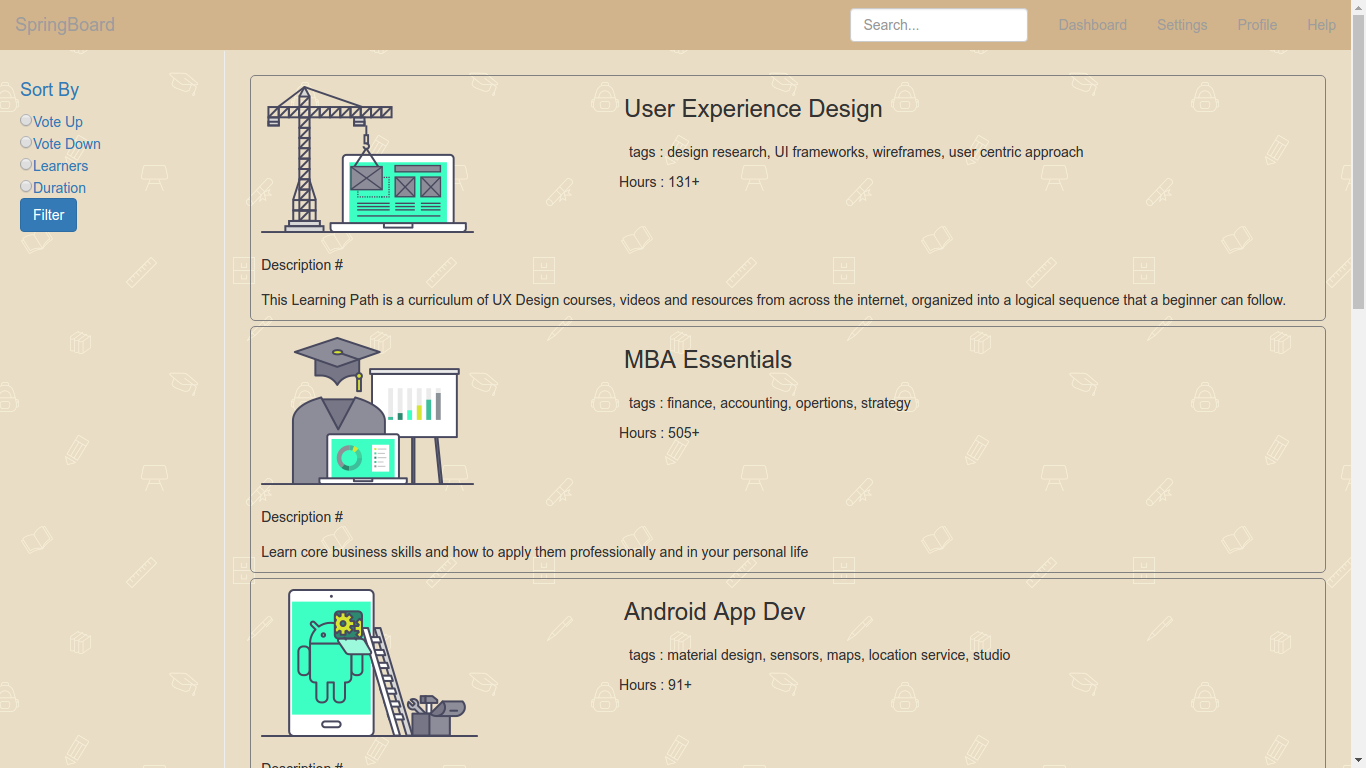 SpringBoard
Search...
Dashboard
Settings
Profile
Help
Sort By
Vote Up
Vote Down
Learners
Duration
Filter
User Experience Design
tags : design research, UI frameworks, wireframes, user centric approach
Hours : 131+
Description #
This Learning Path is a curriculum of UX Design courses, videos and resources from across the internet, organized into a logical sequence that a beginner can follow.
MBA Essentials
tags : finance, accounting, opertions, strategy
Hours : 505+
Description #
Learn core business skills and how to apply them professionally and in your personal life
Android App Dev
tags : material design, sensors, maps, location service, studio
Hours : 91+
Description #